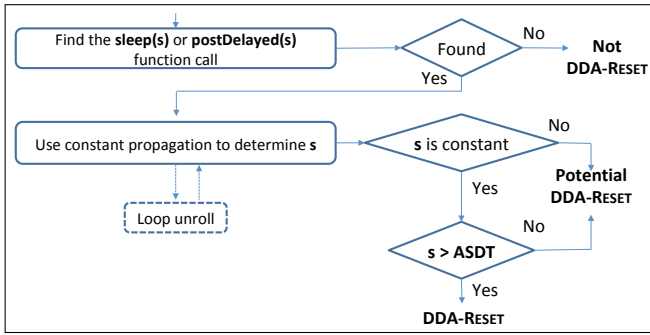 Find the sleep(s) or postDelayed(s)
function call
Found
No
Not
DDA-RESET
Yes
Use constant propagation to determine s
s is constant
No
Loop unroll
Yes
Potential
DDA-RESET
s > ASDT
No
Yes
DDA-RESET